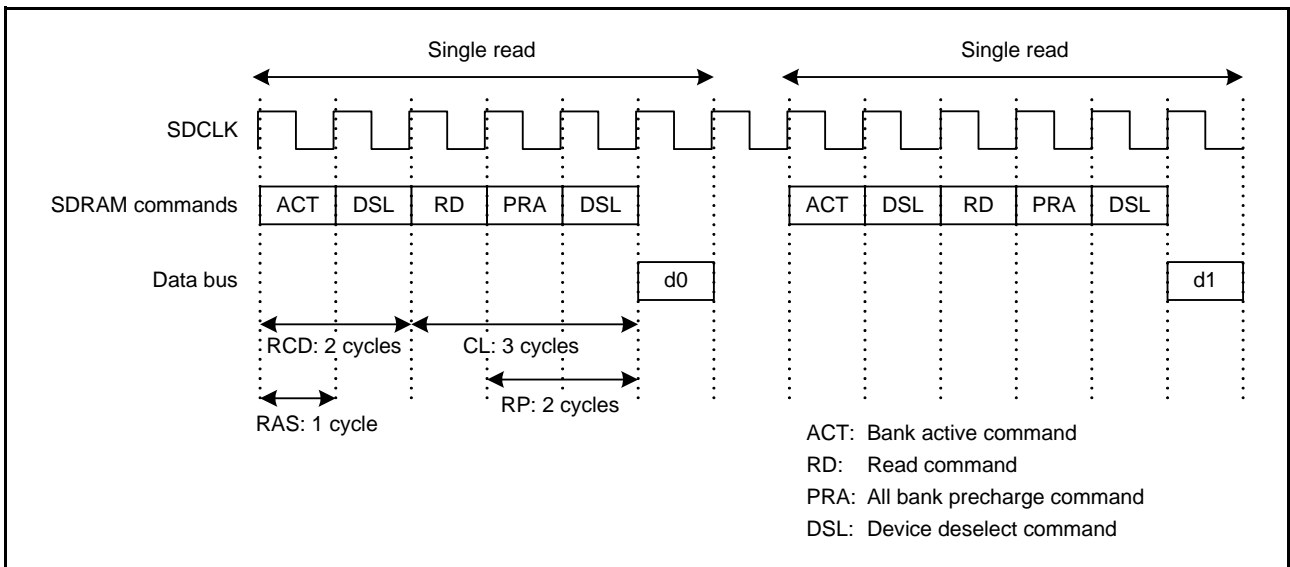 Single read Single read
SDCLK
SDRAM commands ACT DSL RD PRA DSL ACT DSL RD PRA DSL
Data bus d0 d1
RCD: 2 cycles CL: 3 cycles
RP: 2 cycles
RAS: 1 cycle
ACT: Bank active command
RD: Read command
PRA: All bank precharge command
DSL: Device deselect command